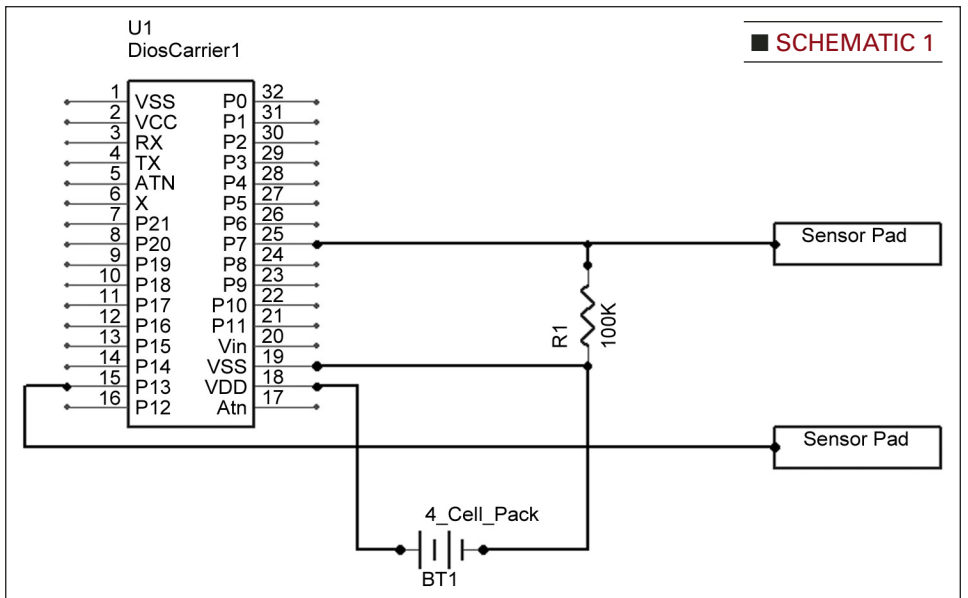 U1
DiosCarrier1
■ SCHEMATIC 1
1 VSS P0 32
2 VCC P1 31
3 RX P2 30
4 TX P3 29
5 ATN P4 28
6 X P5 27
7 P21 P6 26
8 P20 P7 25
9 P19 P8 24
10 P18 P9 23
11 P17 P10 22
12 P16 P11 21
13 P15 Vin 20
14 P14 VSS 19
15 P13 VDD 18
16 P12 Atn 17
Sensor Pad
R1
100K
Sensor Pad
4_Cell_Pack
BT1